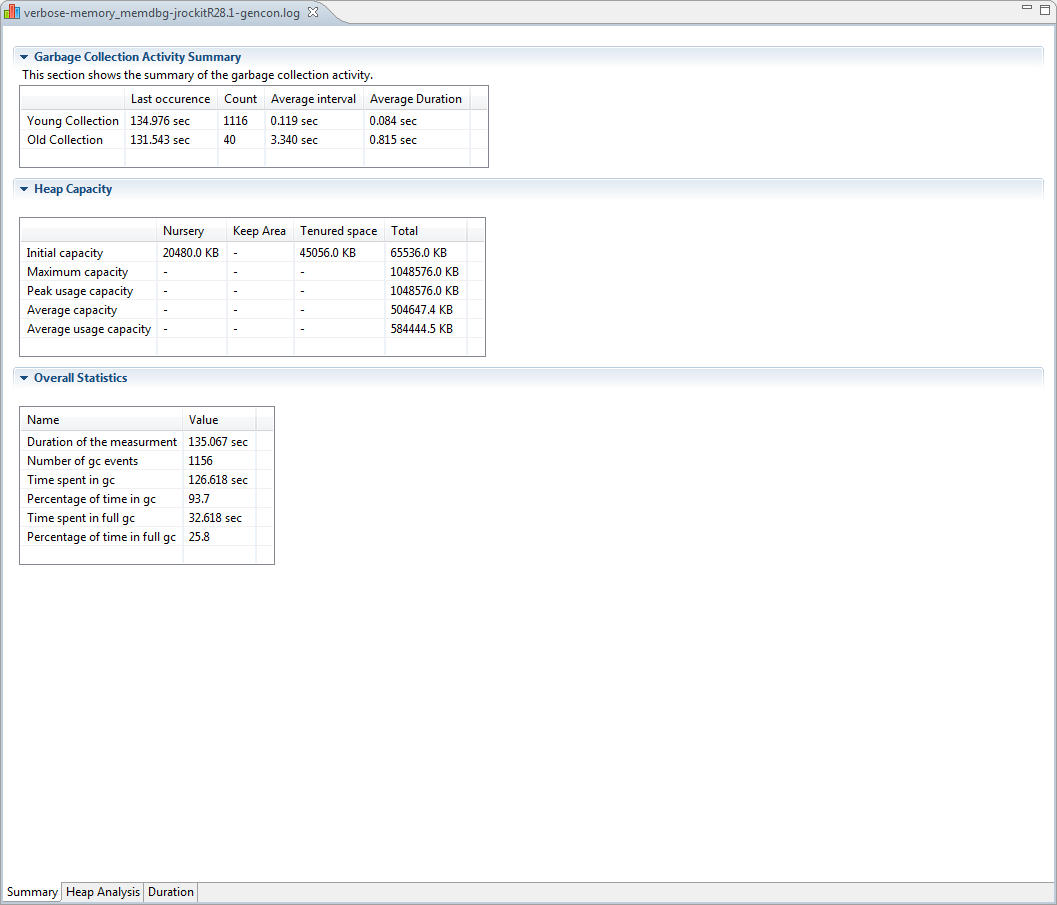 verbose-memory_memdbg-jrockitR28.1-gencon.log
Garbage Collection Activity Summary
This section shows the summary of the garbage collection activity.
Last occurence Count Average interval Average Duration
Young Collection 134.976 sec 1116 0.119 sec 0.084 sec
Old Collection 131.543 sec 40 3.340 sec 0.815 sec
Heap Capacity
Nursery Keep Area Tenured space Total
Initial capacity 20480.0 KB - 45056.0 KB 65536.0 KB
Maximum capacity - - - 1048576.0 KB
Peak usage capacity - - - 1048576.0 KB
Average capacity - - - 504647.4 KB
Average usage capacity - - - 584444.5 KB
Overall Statistics
Name Value
Duration of the measurment 135.067 sec
Number of gc events 1156
Time spent in gc 126.618 sec
Percentage of time in gc 93.7
Time spent in full gc 32.618 sec
Percentage of time in full gc 25.8
Summary Heap Analysis Duration